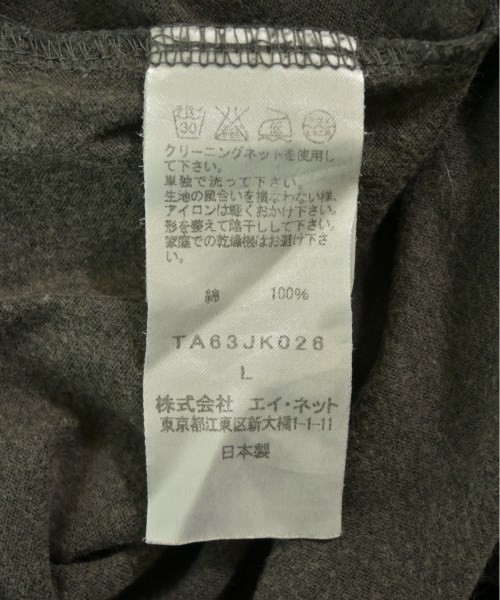 手洗イ
30
クリーニングネットを使用し
て下さい。
単独で洗って下さい。
生地の風合いを損なわない様、
アイロンは軽くおかけ下さい。
形を整えて陰干しして下さい。
家庭での乾燥機はお避け下さ
い。
綿 100%
TA63JK026
L
株式会社 エイ・ネット
東京都江東区新大橋1-1-11
日本製